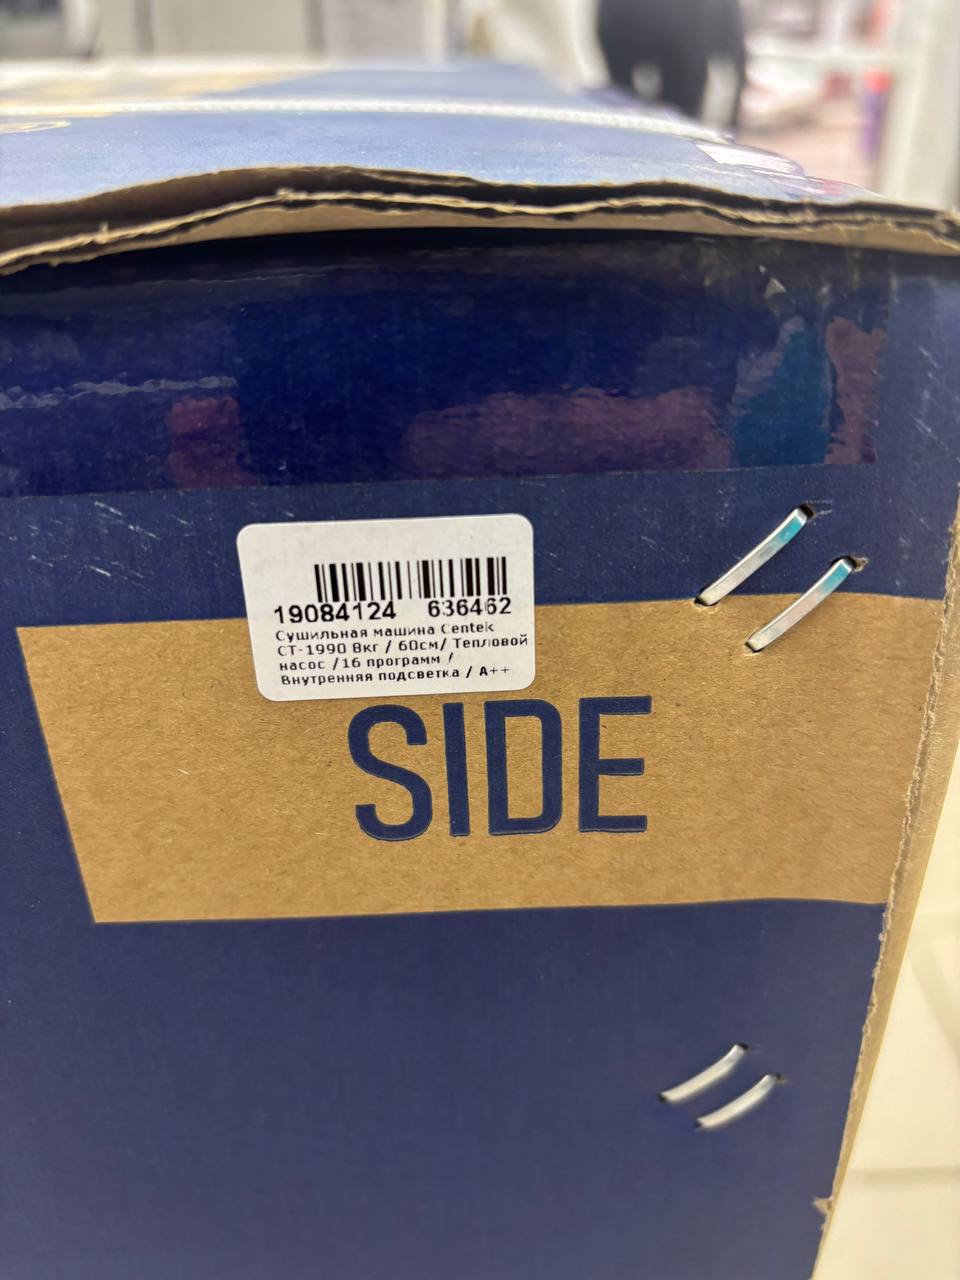 19084124 636462
Сушильная машина Centek
CT-1990 8кг / 60см/ Тепловой
насос /16 программ /
Внутренняя подсветка / A++
SIDE